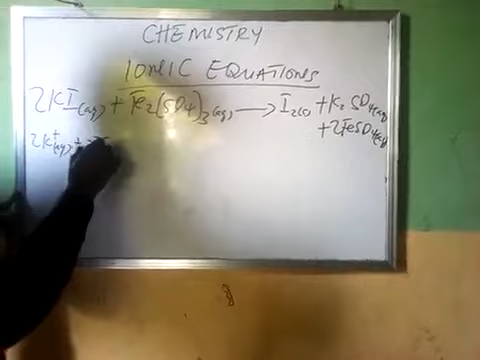 CHEMISTRY
IONIC EQUATIONS
2KI(aq) + Fe2(SO4)3(aq) → I2(s) + K2SO4(aq)
+ 2FeSO4(aq)
2K+(aq) +